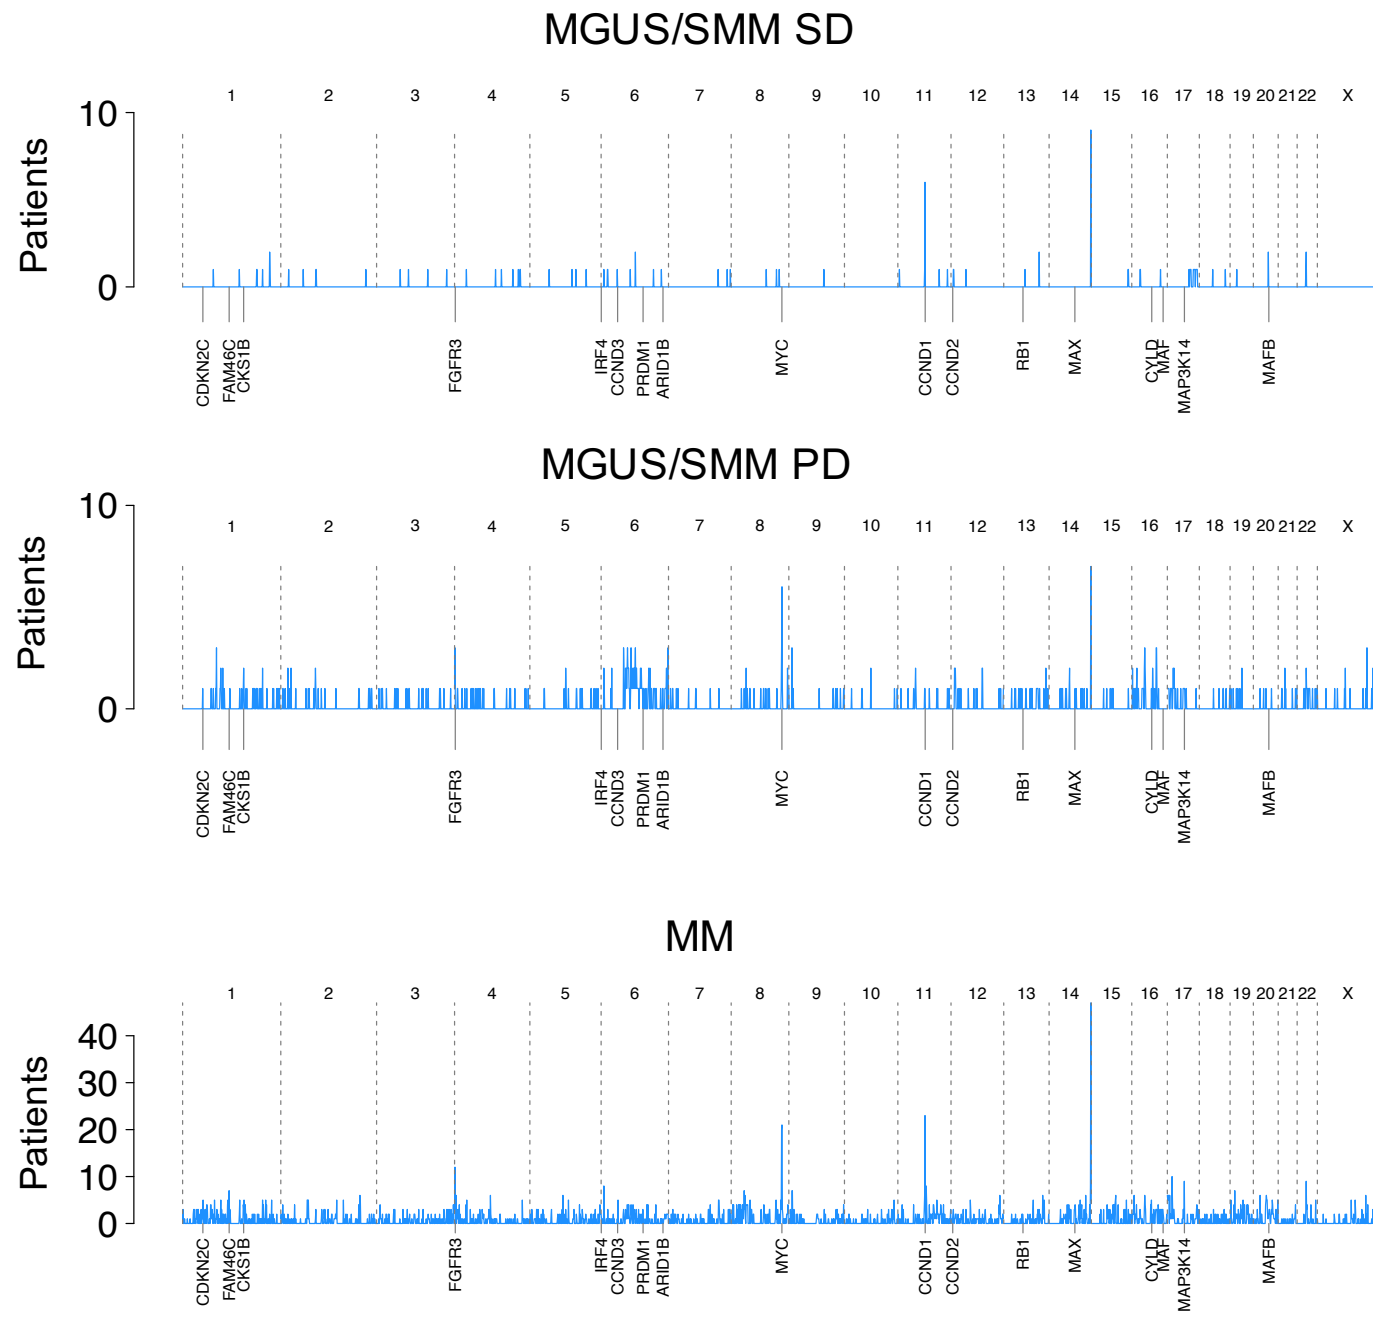 MGUS/SMM SD
1 2 3 4 5 6 7 8 9 10 11 12 13 14 15 16 17 18 19 20 21 22 X
10
0
Patients
CDKN2C FAM46C CKS1B FGFR3 IRF4 CCND3 PRDM1 ARID1B MYC CCND1 CCND2 RB1 MAX CYLD MAF MAP3K14 MAFB
MGUS/SMM PD
10
1 2 3 4 5 6 7 8 9 10 11 12 13 14 15 16 17 18 19 20 21 22 X
Patients
0
CDKN2C FAM46C CKS1B FGFR3 IRF4 CCND3 PRDM1 ARID1B MYC CCND1 CCND2 RB1 MAX CYLD MAF MAP3K14 MAFB
MM
1 2 3 4 5 6 7 8 9 10 11 12 13 14 15 16 17 18 19 20 21 22 X
40
30
20
10
0
Patients
CDKN2C FAM46C CKS1B FGFR3 IRF4 CCND3 PRDM1 ARID1B MYC CCND1 CCND2 RB1 MAX CYLD MAF MAP3K14 MAFB